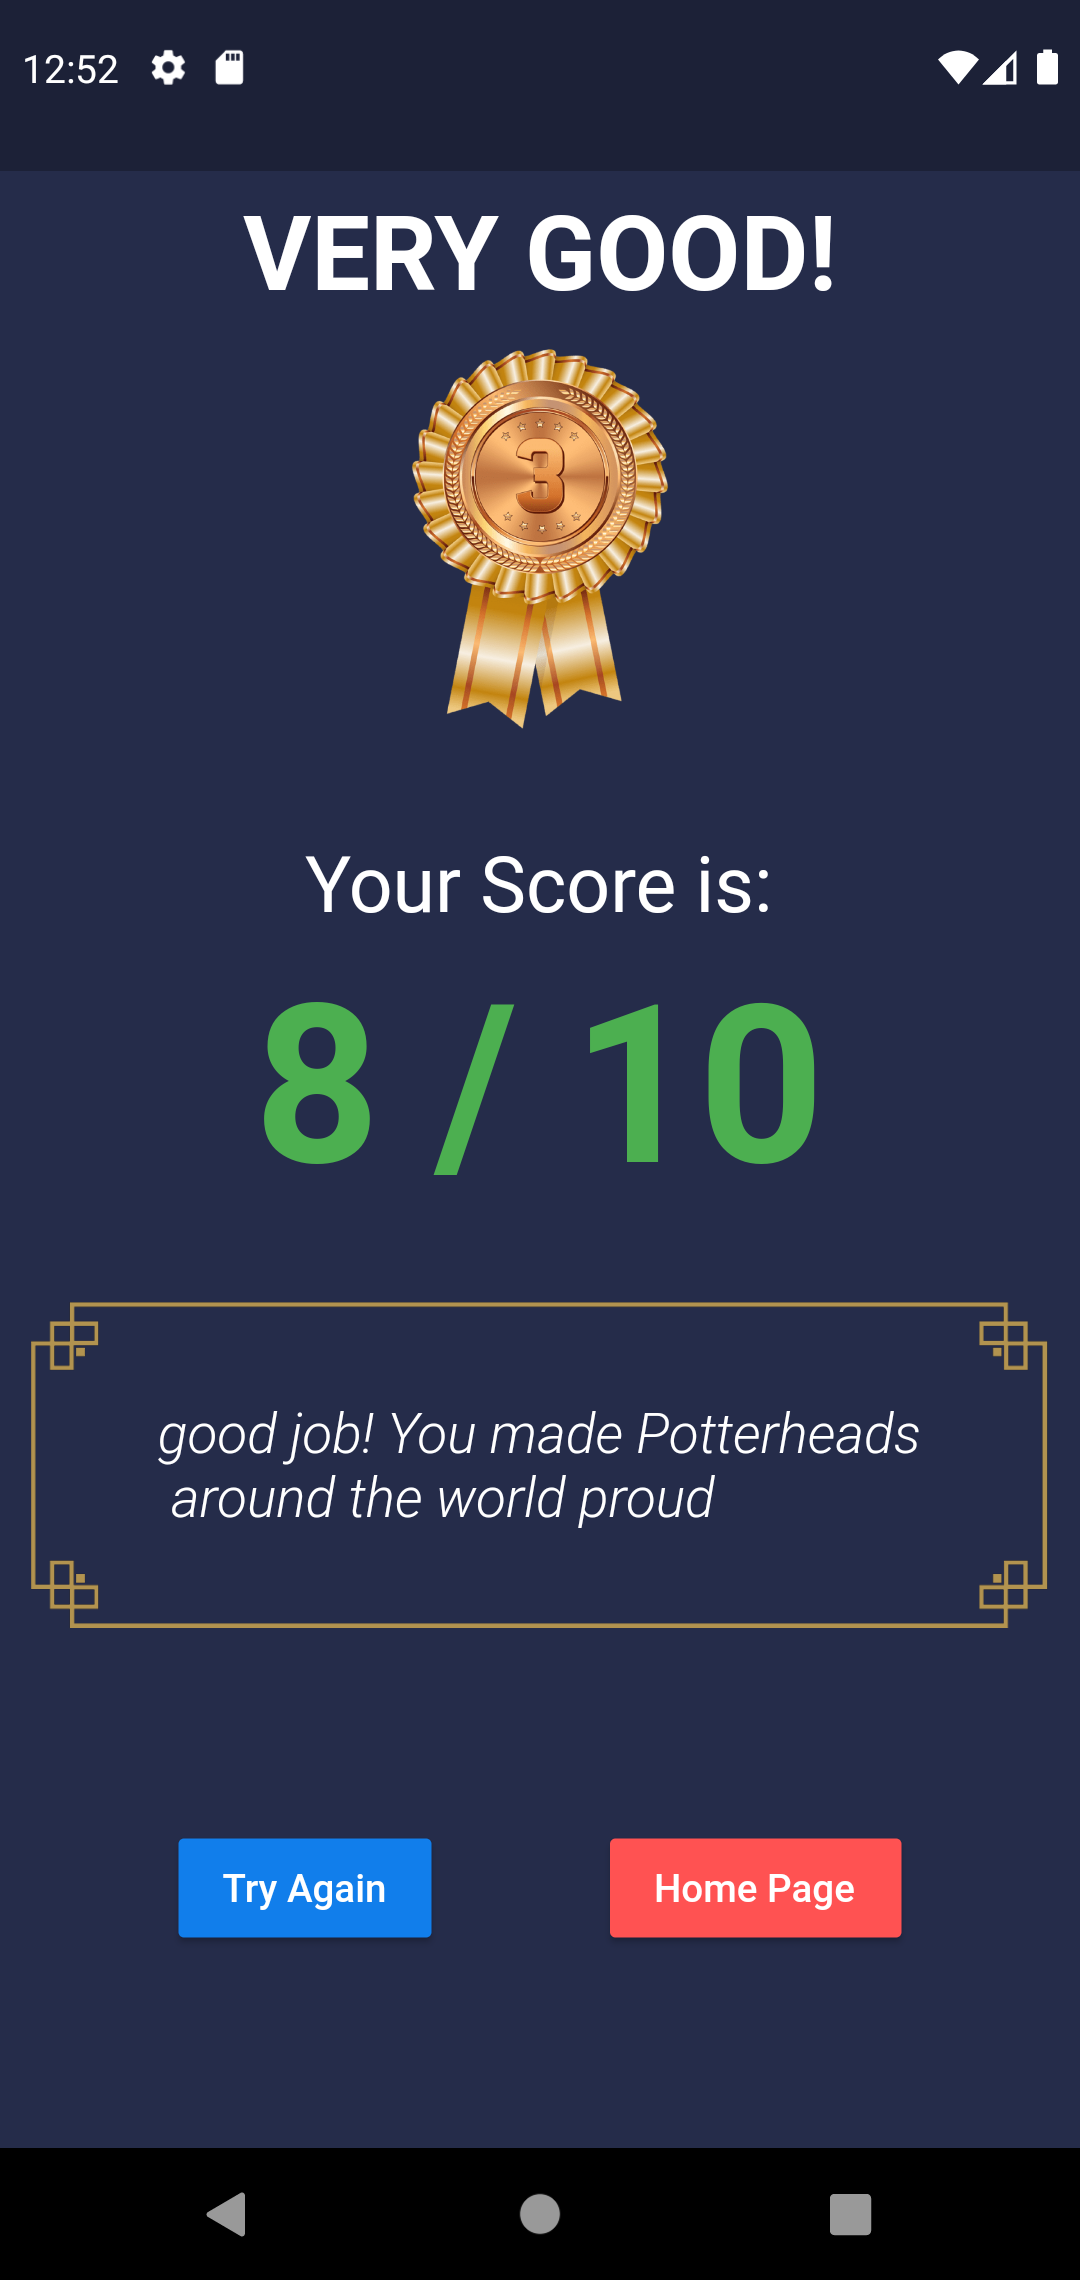 12:52
VERY GOOD!
3
Your Score is:
8 / 10
good job! You made Potterheads
around the world proud
Try Again
Home Page